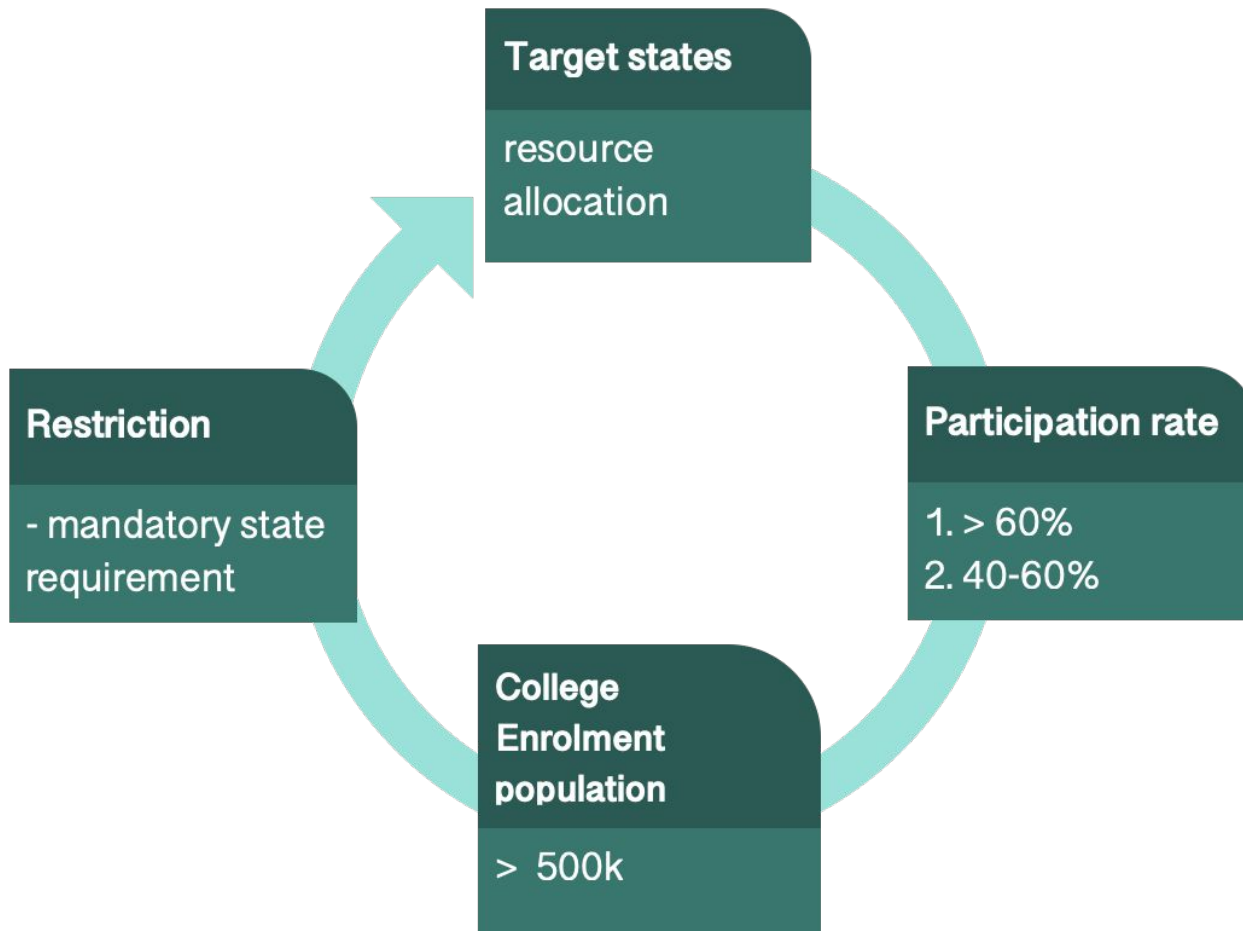 Target states
resource
allocation
Participation rate
1. > 60%
2. 40-60%
College
Enrolment
population
> 500k
Restriction
- mandatory state
requirement